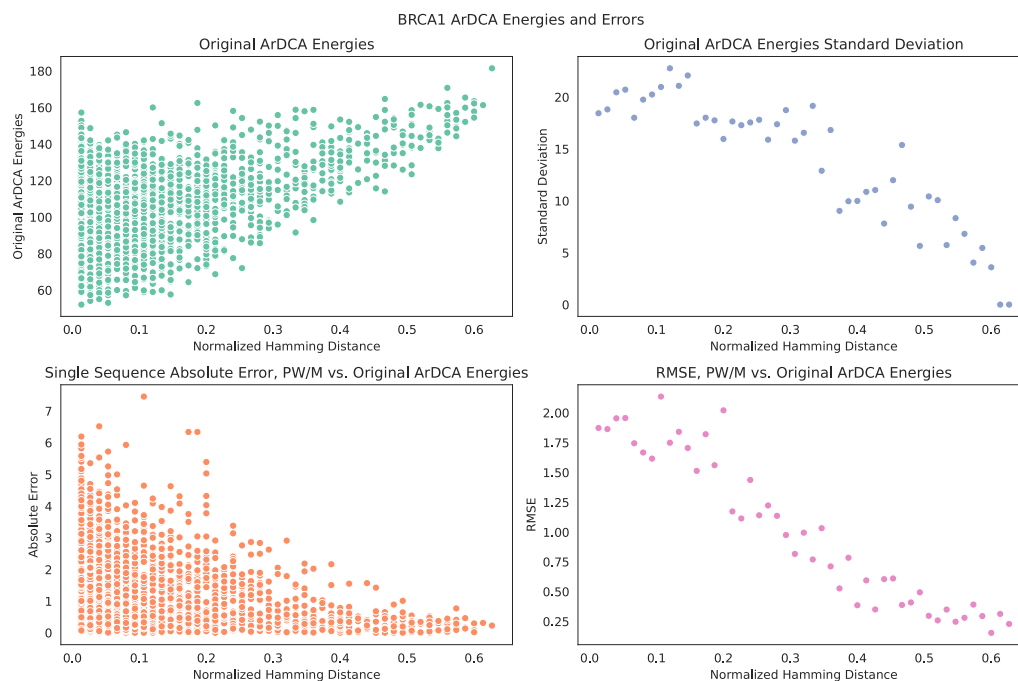 BRCA1 ArDCA Energies and Errors
Original ArDCA Energies
Original ArDCA Energies
180
160
140
120
100
80
60
0.0 0.1 0.2 0.3 0.4 0.5 0.6
Normalized Hamming Distance
Original ArDCA Energies Standard Deviation
Standard Deviation
20
15
10
5
0
0.0 0.1 0.2 0.3 0.4 0.5 0.6
Normalized Hamming Distance
Single Sequence Absolute Error, PW/M vs. Original ArDCA Energies
Absolute Error
7
6
5
4
3
2
1
0
0.0 0.1 0.2 0.3 0.4 0.5 0.6
Normalized Hamming Distance
RMSE, PW/M vs. Original ArDCA Energies
RMSE
2.00
1.75
1.50
1.25
1.00
0.75
0.50
0.25
0.0 0.1 0.2 0.3 0.4 0.5 0.6
Normalized Hamming Distance